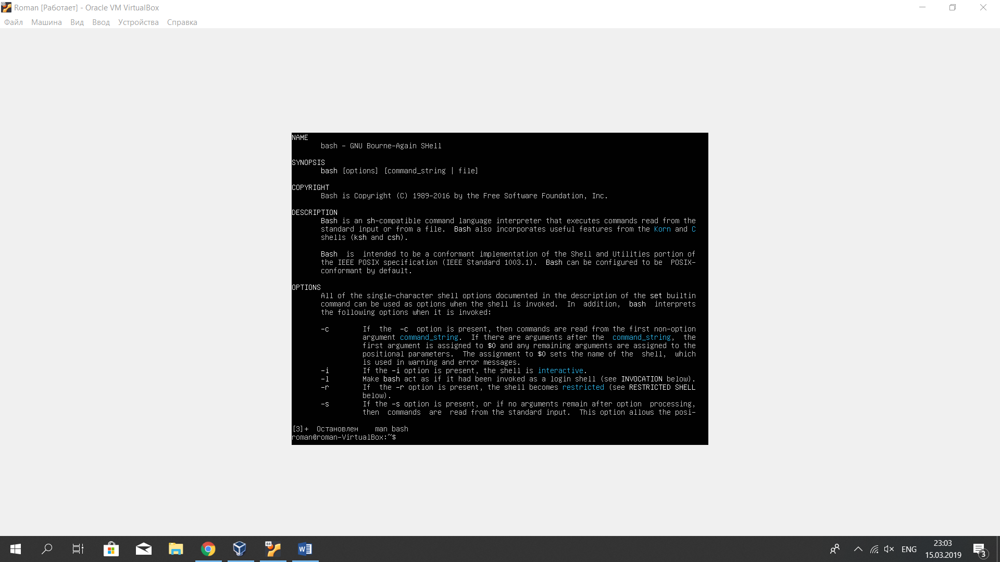 Roman [Работает] - Oracle VM VirtualBox
Файл Машина Вид Ввод Устройства Справка
NAME
bash – GNU Bourne-Again SHell
SYNOPSIS
bash [options] [command_string | file]
COPYRIGHT
Bash is Copyright (C) 1989-2016 by the Free Software Foundation, Inc.
DESCRIPTION
Bash is an sh-compatible command language interpreter that executes commands read from the
standard input or from a file. Bash also incorporates useful features from the Korn and C
shells (ksh and csh).
Bash is intended to be a conformant implementation of the Shell and Utilities portion of
the IEEE POSIX specification (IEEE Standard 1003.1). Bash can be configured to be POSIX-
conformant by default.
OPTIONS
All of the single-character shell options documented in the description of the set builtin
command can be used as options when the shell is invoked. In addition, bash interprets
the following options when it is invoked:
-c If the -c option is present, then commands are read from the first non-option
argument command_string. If there are arguments after the command_string, the
first argument is assigned to $0 and any remaining arguments are assigned to the
positional parameters. The assignment to $0 sets the name of the shell, which
is used in warning and error messages.
-i If the -i option is present, the shell is interactive.
-l Make bash act as if it had been invoked as a login shell (see INVOCATION below).
-r If the -r option is present, the shell becomes restricted (see RESTRICTED SHELL
below).
-s If the -s option is present, or if no arguments remain after option processing,
then commands are read from the standard input. This option allows the posi-
[3]+ Остановлен man bash
roman@roman-VirtualBox:~$
64
W
ENG
23:03
15.03.2019
3